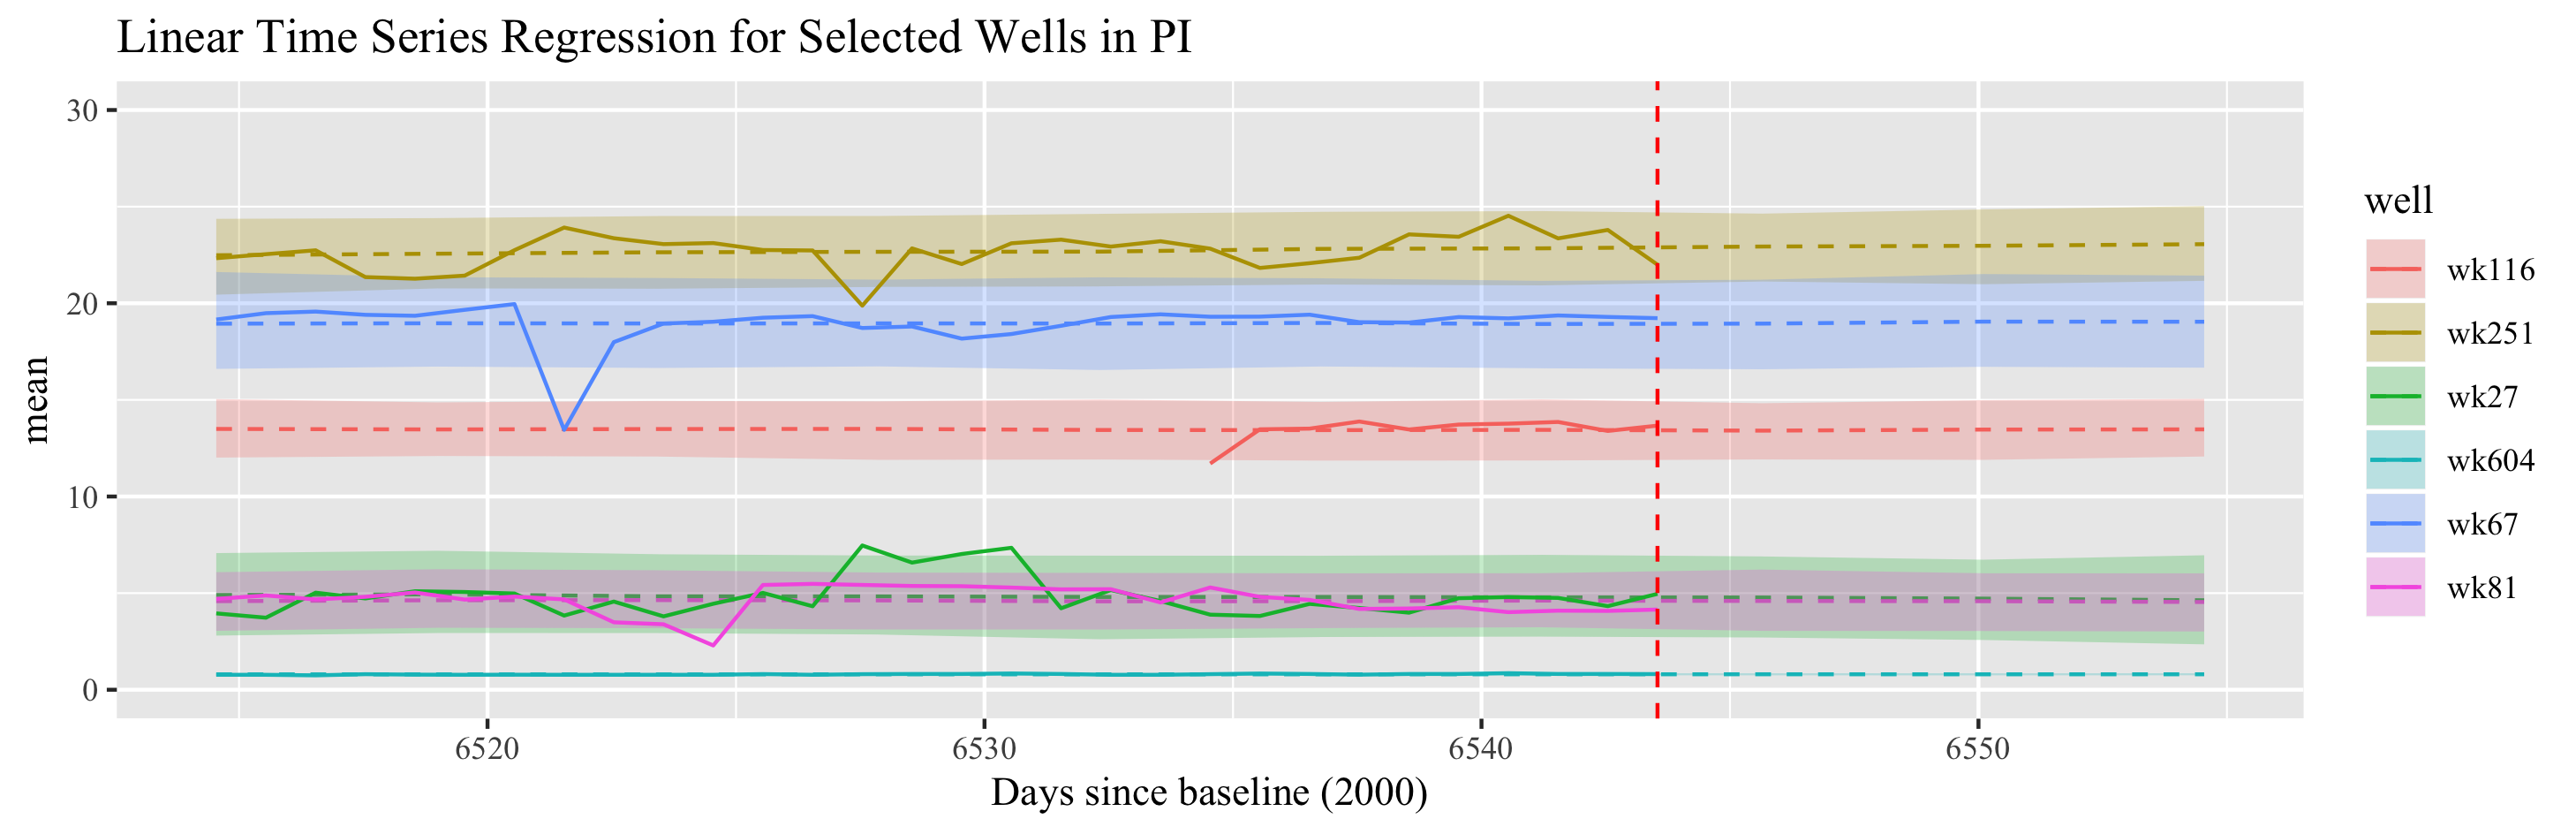 Linear Time Series Regression for Selected Wells in PI
mean
30
20
10
0
6520 6530 6540 6550
Days since baseline (2000)
well
wk116
wk251
wk27
wk604
wk67
wk81